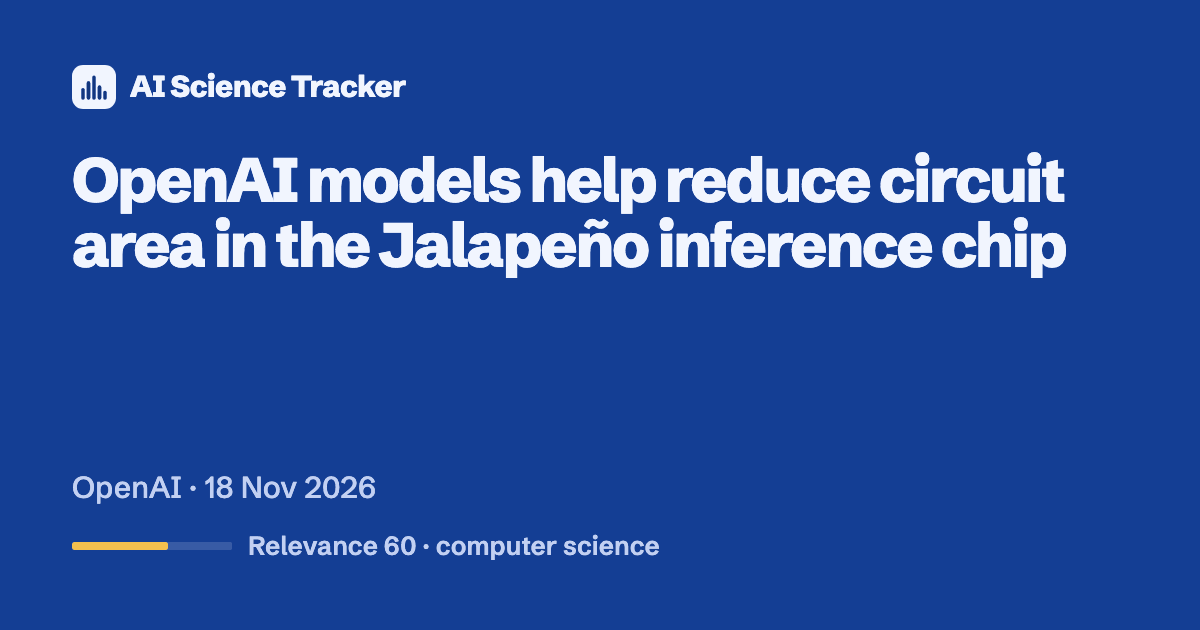 AI Science Tracker
OpenAI models help reduce circuit
area in the Jalapeño inference chip
OpenAI · 18 Nov 2026
Relevance 60 · computer science